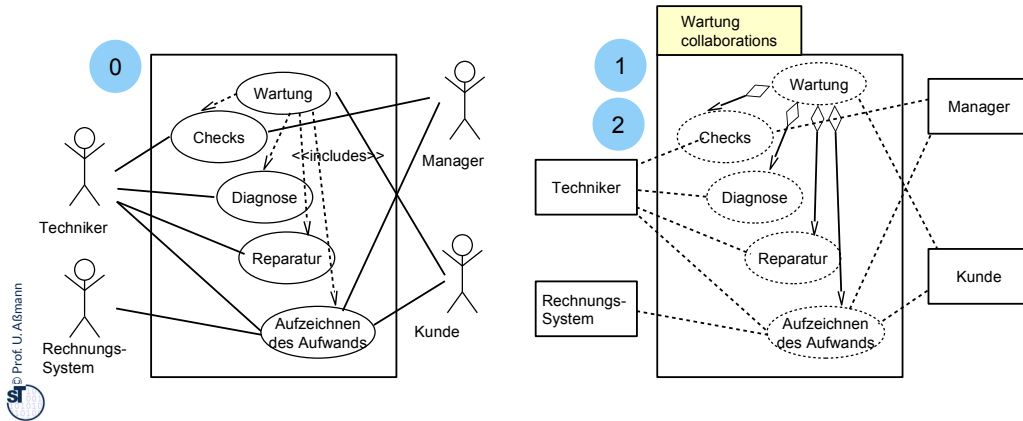 0
Wartung
Checks
<<includes>>
Diagnose
Reparatur
Aufzeichnen
des Aufwands
Techniker
Rechnungs-
System
Manager
Kunde
© Prof. U. Aßmann
ST
Wartung
collaborations
1
2
Wartung
Checks
Diagnose
Reparatur
Aufzeichnen
des Aufwands
Techniker
Rechnungs-
System
Manager
Kunde